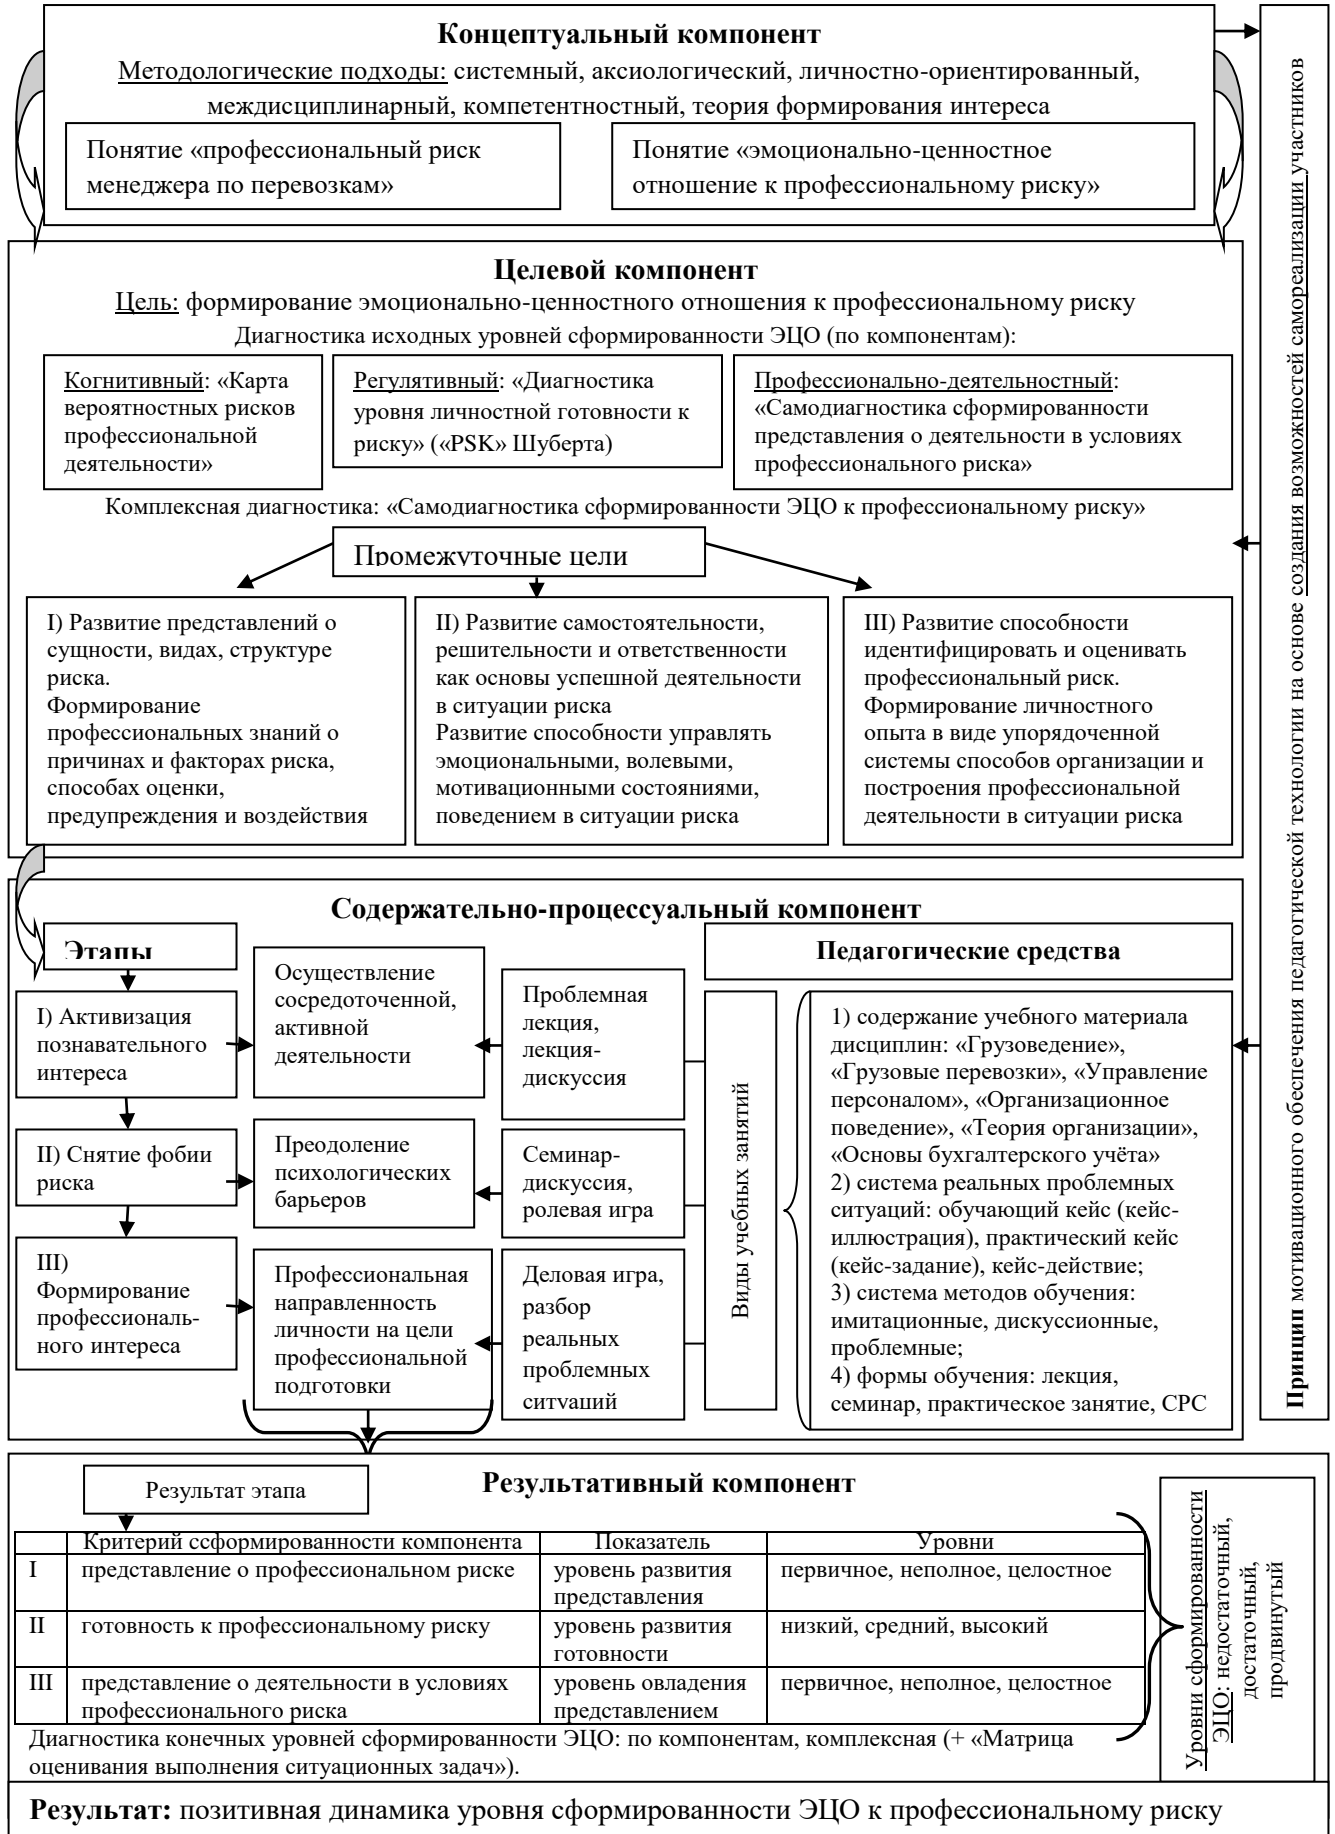 Концептуальный компонент
Методологические подходы: системный, аксиологический, личностно-ориентированный,
междисциплинарный, компетентностный, теория формирования интереса
Понятие «профессиональный риск
менеджера по перевозкам»
Понятие «эмоционально-ценностное
отношение к профессиональному риску»
Целевой компонент
Цель: формирование эмоционально-ценностного отношения к профессиональному риску
Диагностика исходных уровней сформированности ЭЦО (по компонентам):
Когнитивный: «Карта
вероятностных рисков
профессиональной
деятельности»
Регулятивный: «Диагностика
уровня личностной готовности к
риску» («PSK» Шуберта)
Профессионально-деятельностный:
«Самодиагностика сформированности
представления о деятельности в условиях
профессионального риска»
Комплексная диагностика: «Самодиагностика сформированности ЭЦО к профессиональному риску»
Промежуточные цели
I) Развитие представлений о
сущности, видах, структуре
риска.
Формирование
профессиональных знаний о
причинах и факторах риска,
способах оценки,
предупреждения и воздействия
II) Развитие самостоятельности,
решительности и ответственности
как основы успешной деятельности
в ситуации риска
Развитие способности управлять
эмоциональными, волевыми,
мотивационными состояниями,
поведением в ситуации риска
III) Развитие способности
идентифицировать и оценивать
профессиональный риск.
Формирование личностного
опыта в виде упорядоченной
системы способов организации и
построения профессиональной
деятельности в ситуации риска
Содержательно-процессуальный компонент
Этапы
I) Активизация
познавательного
интереса
II) Снятие фобии
риска
III)
Формирование
профессиональ-
ного интереса
Осуществление
сосредоточенной,
активной
деятельности
Преодоление
психологических
барьеров
Профессиональная
направленность
личности на цели
профессиональной
подготовки
Проблемная
лекция,
лекция-
дискуссия
Семинар-
дискуссия,
ролевая игра
Деловая игра,
разбор
реальных
проблемных
ситуаций
Педагогические средства
Виды учебных занятий
1) содержание учебного материала
дисциплин: «Грузоведение»,
«Грузовые перевозки», «Управление
персоналом», «Организационное
поведение», «Теория организации»,
«Основы бухгалтерского учёта»
2) система реальных проблемных
ситуаций: обучающий кейс (кейс-
иллюстрация), практический кейс
(кейс-задание), кейс-действие;
3) система методов обучения:
имитационные, дискуссионные,
проблемные;
4) формы обучения: лекция,
семинар, практическое занятие, СРС
Принцип мотивационного обеспечения педагогической технологии на основе создания возможностей самореализации участников
Результативный компонент
Результат этапа
Критерий ссформированности компонента Показатель Уровни
I представление о профессиональном риске уровень развития первичное, неполное, целостное
представления
II готовность к профессиональному риску уровень развития низкий, средний, высокий
готовности
III представление о деятельности в условиях уровень овладения первичное, неполное, целостное
профессионального риска представлением
Диагностика конечных уровней сформированности ЭЦО: по компонентам, комплексная (+ «Матрица
оценивания выполнения ситуационных задач»).
Уровни сформированности
ЭЦО: недостаточный,
достаточный,
продвинутый
Результат: позитивная динамика уровня сформированности ЭЦО к профессиональному риску